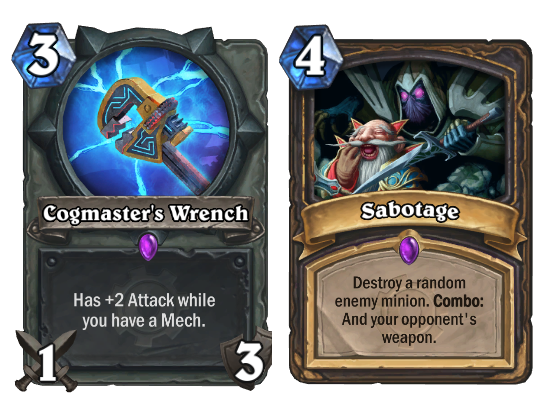 3
Cogmaster's Wrench
Has +2 Attack while
you have a Mech.
1
3
4
Sabotage
Destroy a random
enemy minion. Combo:
And your opponent's
weapon.